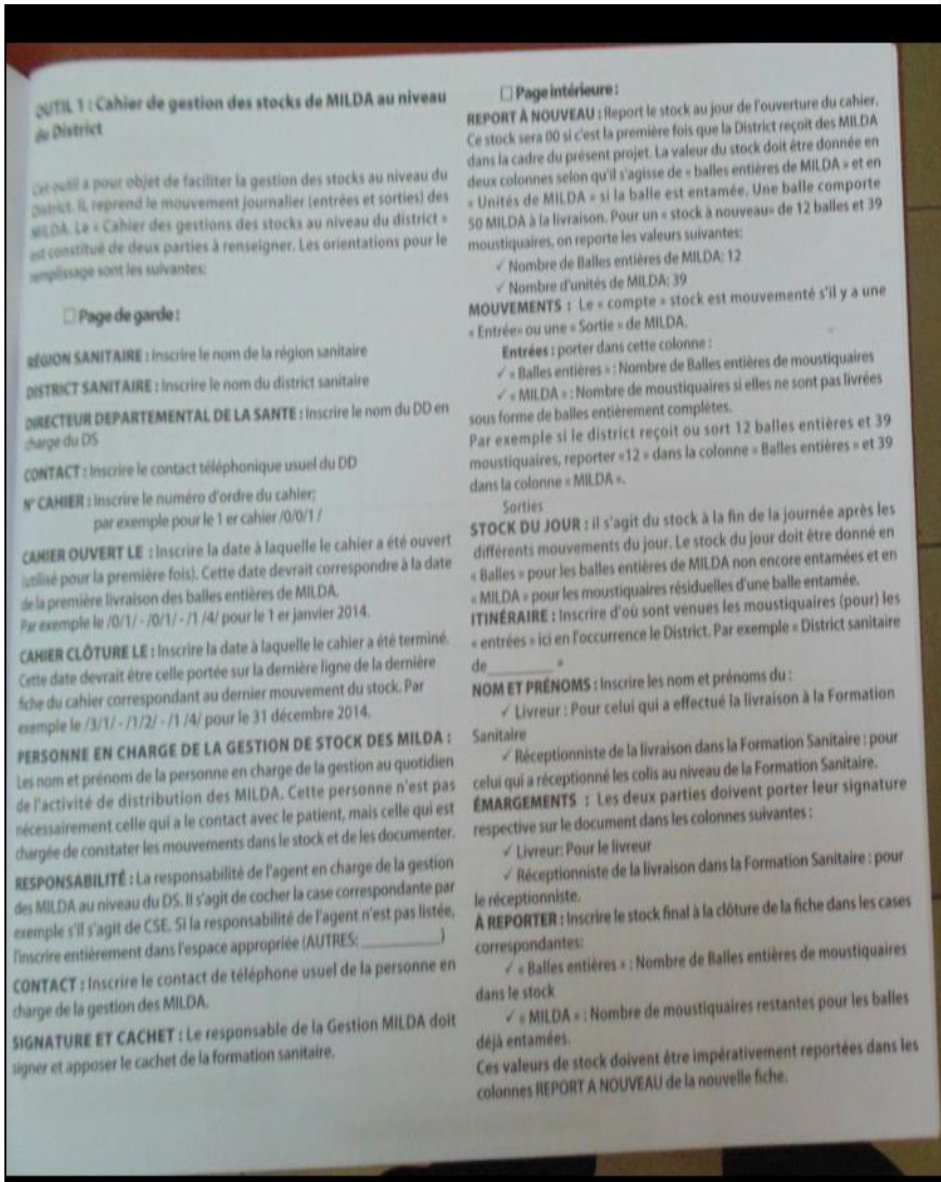 OUTIL 1 : Cahier de gestion des stocks de MILDA au niveau
de District
Cet outil a pour objet de faciliter la gestion des stocks au niveau du
District. IL reprend le mouvement journalier (entrées et sorties) des
MILDA. Le « Cahier des gestions des stocks au niveau du district »
est constitué de deux parties à renseigner. Les orientations pour le
remplissage sont les suivantes:
☐ Page de garde :
RÉGION SANITAIRE : Inscrire le nom de la région sanitaire
DISTRICT SANITAIRE : Inscrire le nom du district sanitaire
DIRECTEUR DEPARTEMENTAL DE LA SANTE : Inscrire le nom du DD en
charge du DS
CONTACT : Inscrire le contact téléphonique usuel du DD
N° CAHIER : Inscrire le numéro d'ordre du cahier;
par exemple pour le 1 er cahier /0/0/1 /
CAHIER OUVERT LE : Inscrire la date à laquelle le cahier a été ouvert
(utilisé pour la première fois). Cette date devrait correspondre à la date
de la première livraison des balles entières de MILDA.
Par exemple le /0/1/ - /0/1/ - /1 /4/ pour le 1 er janvier 2014.
CAHIER CLÔTURE LE : Inscrire la date à laquelle le cahier a été terminé.
Cette date devrait être celle portée sur la dernière ligne de la dernière
fiche du cahier correspondant au dernier mouvement du stock. Par
exemple le /3/1/ - /1/2/ - /1 /4/ pour le 31 décembre 2014.
PERSONNE EN CHARGE DE LA GESTION DE STOCK DES MILDA :
Les nom et prénom de la personne en charge de la gestion au quotidien
de l'activité de distribution des MILDA. Cette personne n'est pas
nécessairement celle qui a le contact avec le patient, mais celle qui est
chargée de constater les mouvements dans le stock et de les documenter.
RESPONSABILITÉ : La responsabilité de l'agent en charge de la gestion
des MILDA au niveau du DS. Il s'agit de cocher la case correspondante par
exemple s'il s'agit de CSE. Si la responsabilité de l'agent n'est pas listée,
l'inscrire entièrement dans l'espace appropriée (AUTRES: __________)
CONTACT : Inscrire le contact de téléphone usuel de la personne en
charge de la gestion des MILDA.
SIGNATURE ET CACHET : Le responsable de la Gestion MILDA doit
signer et apposer le cachet de la formation sanitaire.
☐ Page intérieure :
REPORT À NOUVEAU : Report le stock au jour de l'ouverture du cahier.
Ce stock sera 00 si c'est la première fois que la District reçoit des MILDA
dans la cadre du présent projet. La valeur du stock doit être donnée en
deux colonnes selon qu'il s'agisse de « balles entières de MILDA » et en
« Unités de MILDA » si la balle est entamée. Une balle comporte
50 MILDA à la livraison. Pour un « stock à nouveau» de 12 balles et 39
moustiquaires, on reporte les valeurs suivantes:
✓ Nombre de Balles entières de MILDA: 12
✓ Nombre d'unités de MILDA: 39
MOUVEMENTS : Le « compte » stock est mouvementé s'il y a une
« Entrée» ou une « Sortie » de MILDA.
Entrées : porter dans cette colonne :
✓ « Balles entières » : Nombre de Balles entières de moustiquaires
✓ « MILDA » : Nombre de moustiquaires si elles ne sont pas livrées
sous forme de balles entièrement complètes.
Par exemple si le district reçoit ou sort 12 balles entières et 39
moustiquaires, reporter «12 » dans la colonne « Balles entières » et 39
dans la colonne « MILDA ».
Sorties
STOCK DU JOUR : il s'agit du stock à la fin de la journée après les
différents mouvements du jour. Le stock du jour doit être donné en
« Balles » pour les balles entières de MILDA non encore entamées et en
« MILDA » pour les moustiquaires résiduelles d'une balle entamée.
ITINÉRAIRE : Inscrire d'où sont venues les moustiquaires (pour) les
« entrées » ici en l'occurrence le District. Par exemple « District sanitaire
de________ »
NOM ET PRÉNOMS : Inscrire les nom et prénoms du :
✓ Livreur : Pour celui qui a effectué la livraison à la Formation
Sanitaire
✓ Réceptionniste de la livraison dans la Formation Sanitaire : pour
celui qui a réceptionné les colis au niveau de la Formation Sanitaire.
ÉMARGEMENTS : Les deux parties doivent porter leur signature
respective sur le document dans les colonnes suivantes :
✓ Livreur: Pour le livreur
✓ Réceptionniste de la livraison dans la Formation Sanitaire : pour
le réceptionniste.
À REPORTER : Inscrire le stock final à la clôture de la fiche dans les cases
correspondantes:
✓ « Balles entières » : Nombre de Balles entières de moustiquaires
dans le stock
✓ « MILDA » : Nombre de moustiquaires restantes pour les balles
déjà entamées.
Ces valeurs de stock doivent être impérativement reportées dans les
colonnes REPORT A NOUVEAU de la nouvelle fiche.